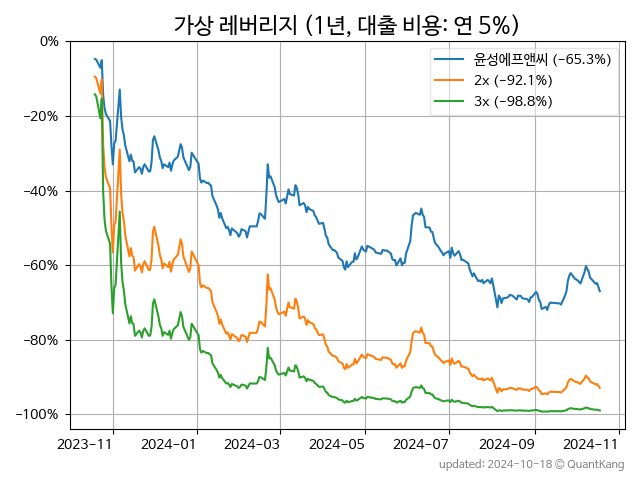 가상 레버리지 (1년, 대출 비용: 연 5%)
윤성에프앤씨 (−65.3%)
2x (−92.1%)
3x (−98.8%)
0%
−20%
−40%
−60%
−80%
−100%
2023-11 2024-01 2024-03 2024-05 2024-07 2024-09 2024-11
updated: 2024-10-18 © QuantKang